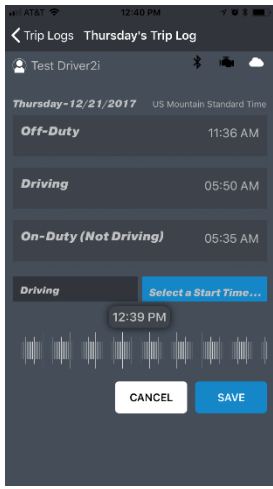 AT&T 12:40 PM
Trip Logs Thursday's Trip Log
Test Driver2i
Thursday-12/21/2017 US Mountain Standard Time
Off-Duty 11:36 AM
Driving 05:50 AM
On-Duty (Not Driving) 05:35 AM
Driving Select a Start Time...
12:39 PM
CANCEL SAVE